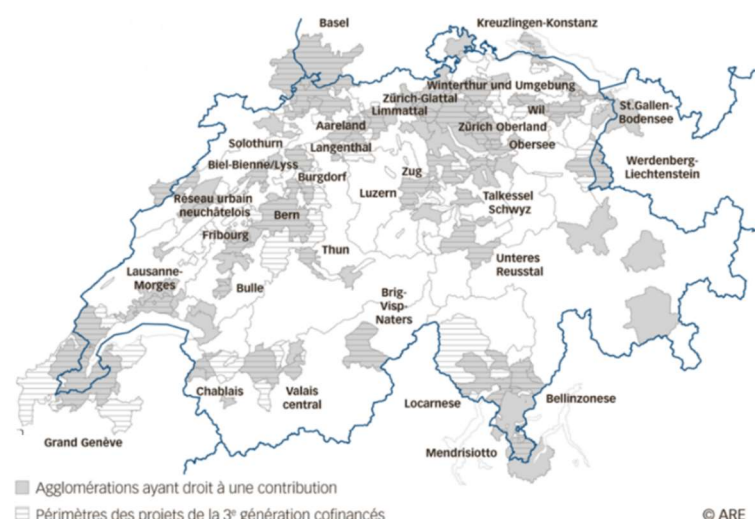 Basel
Kreuzlingen-Konstanz
Winterthur und Umgebung
Zürich-Glattal
Limmattal
Wil
St.Gallen-
Bodensee
Aareland
Zürich Oberland
Solothurn
Langenthal
Obersee
Biel-Bienne/Lyss
Zug
Werdenberg-
Liechtenstein
Burgdorf
Luzern
Réseau urbain
neuchâtelois
Talkessel
Schwyz
Bern
Fribourg
Thun
Unteres
Reusstal
Lausanne-
Morges
Bulle
Brig-
Visp-
Naters
Chablais
Valais
central
Locarnese
Bellinzonese
Grand Genève
Mendrisiotto
Agglomérations ayant droit à une contribution
Périmètres des projets de la 3e génération cofinancés
© ARE